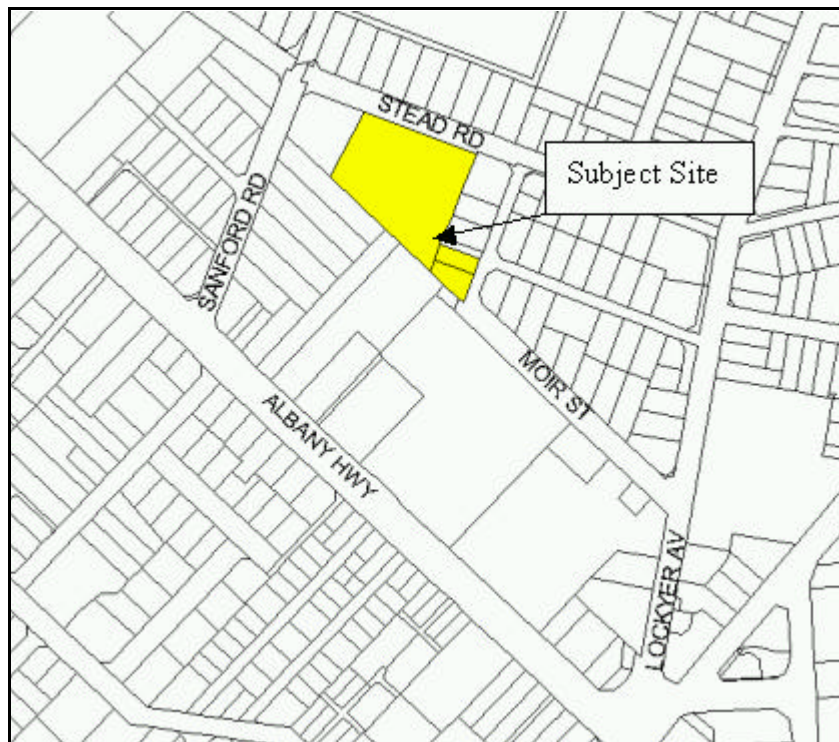 STEAD RD
Subject Site
SANFORD RD
MOIR ST
ALBANY HWY
LOCKYER AV